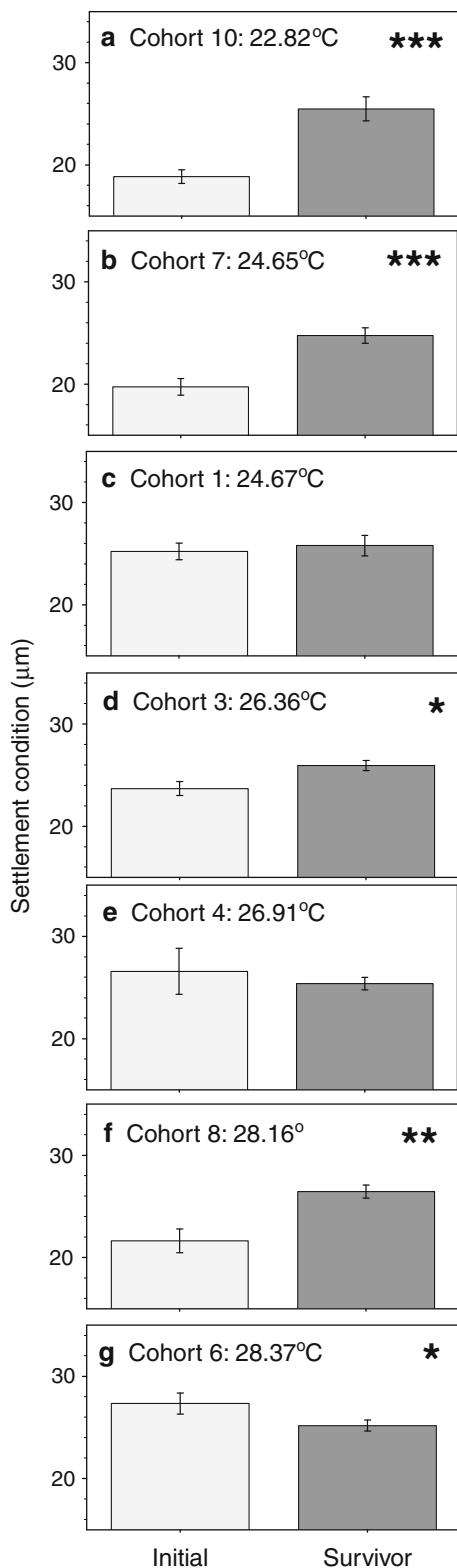 a Cohort 10: 22.82°C ***
30
20
b Cohort 7: 24.65°C ***
30
20
c Cohort 1: 24.67°C
30
20
Settlement condition (μm)
d Cohort 3: 26.36°C *
30
20
e Cohort 4: 26.91°C
30
20
f Cohort 8: 28.16° **
30
20
g Cohort 6: 28.37°C *
30
20
Initial Survivor